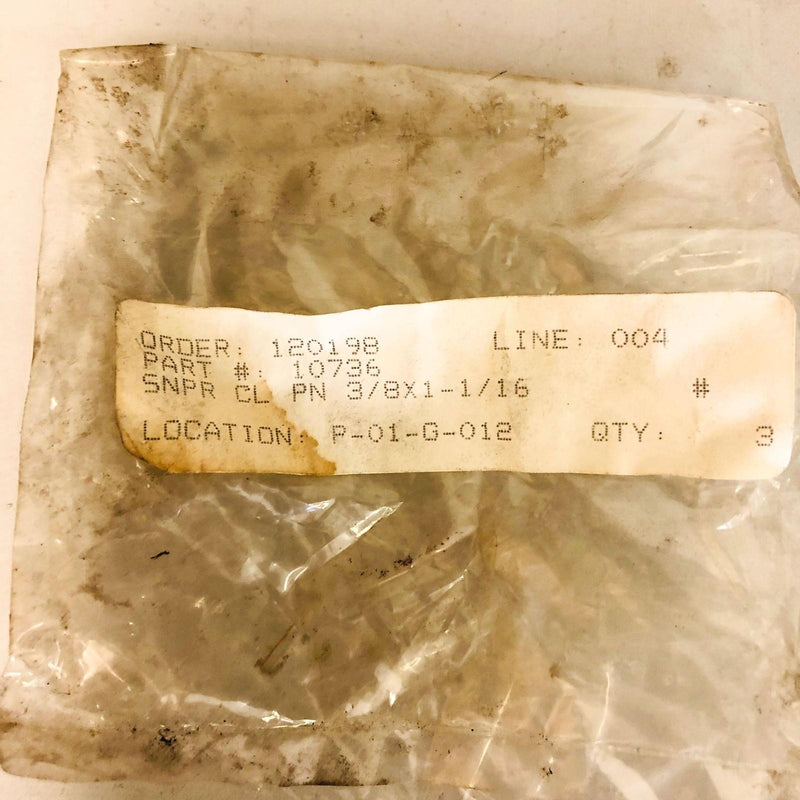 ORDER: 120198 LINE: 004
PART #: 10736
SNPR CL PN 3/8X1-1/16 #
LOCATION: P-01-G-012 QTY: 3